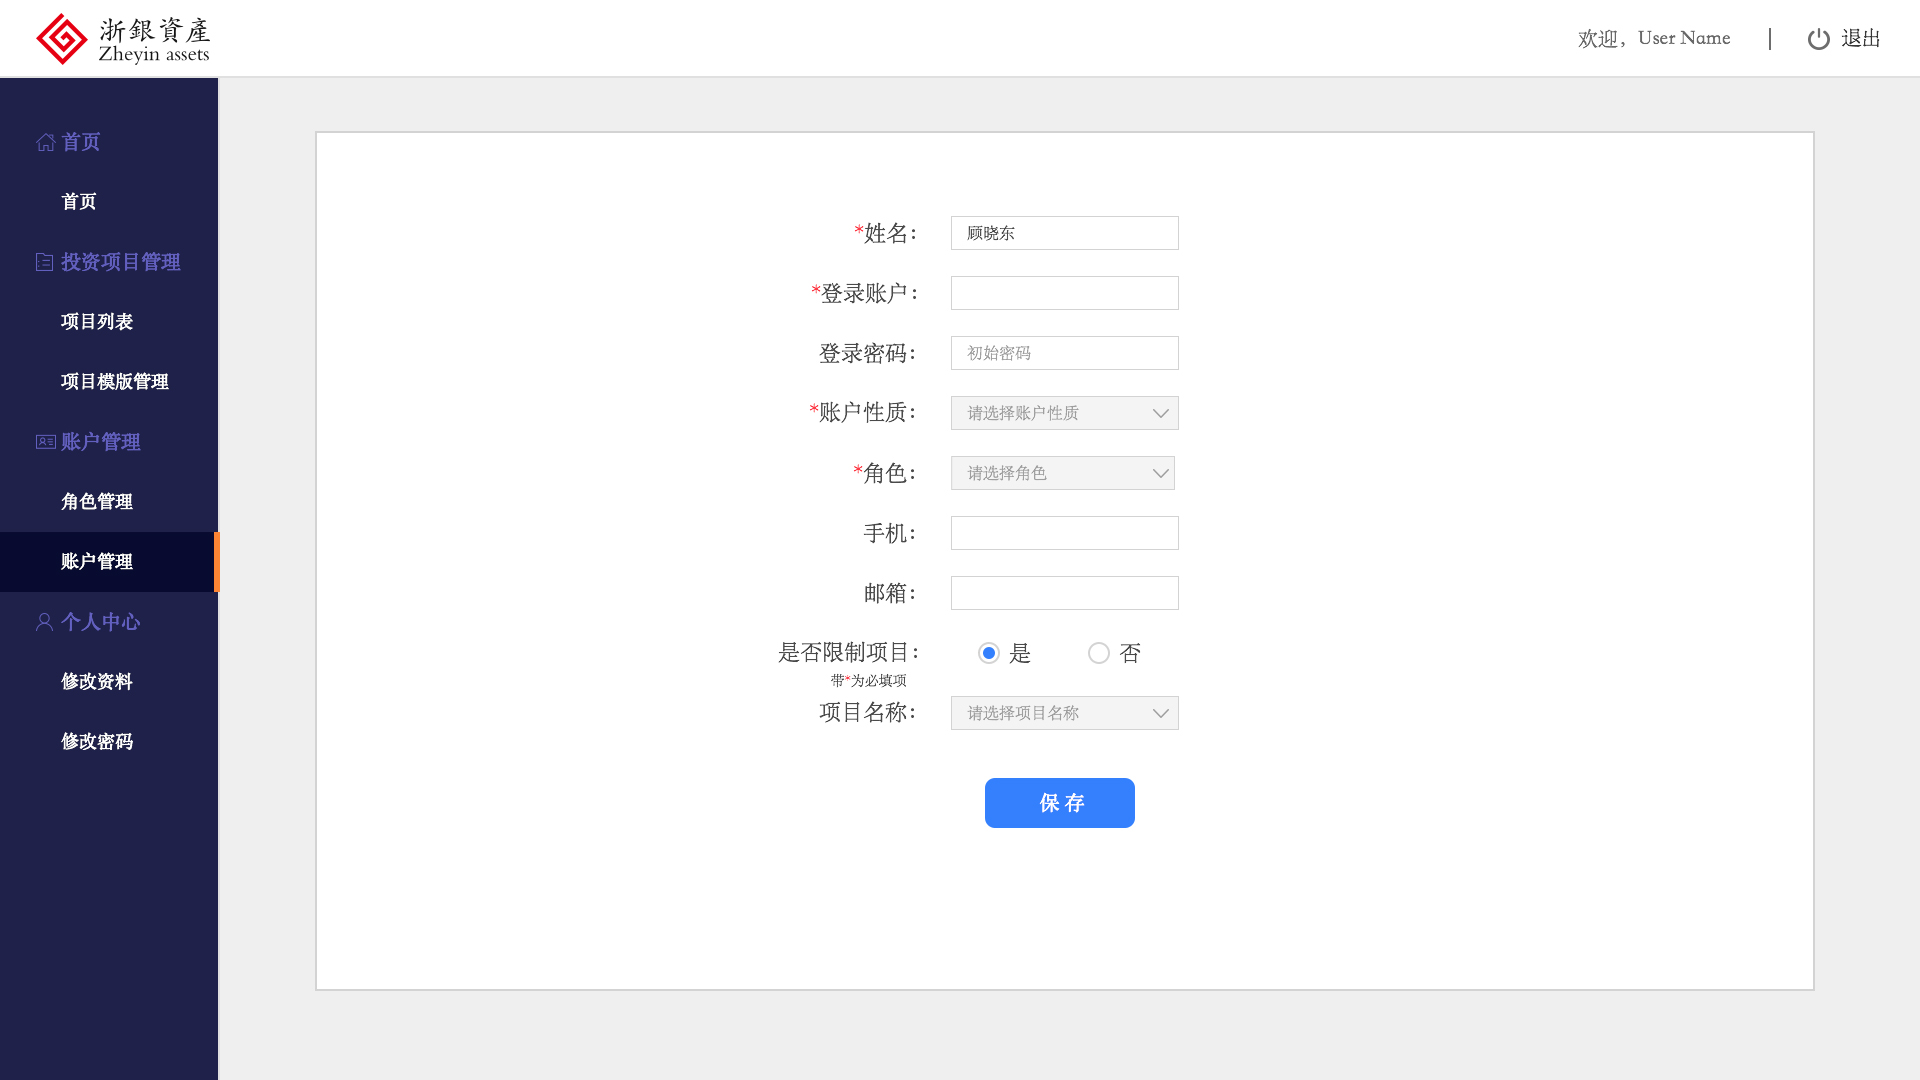 浙銀資產
Zheyin assets
欢迎，User Name
退出
首页
首页
投资项目管理
项目列表
项目模版管理
账户管理
角色管理
账户管理
个人中心
修改资料
修改密码
*姓名：
顾晓东
*登录账户：
登录密码：
初始密码
*账户性质：
请选择账户性质
*角色：
请选择角色
手机：
邮箱：
是否限制项目：
是
否
带*为必填项
项目名称：
请选择项目名称
保存